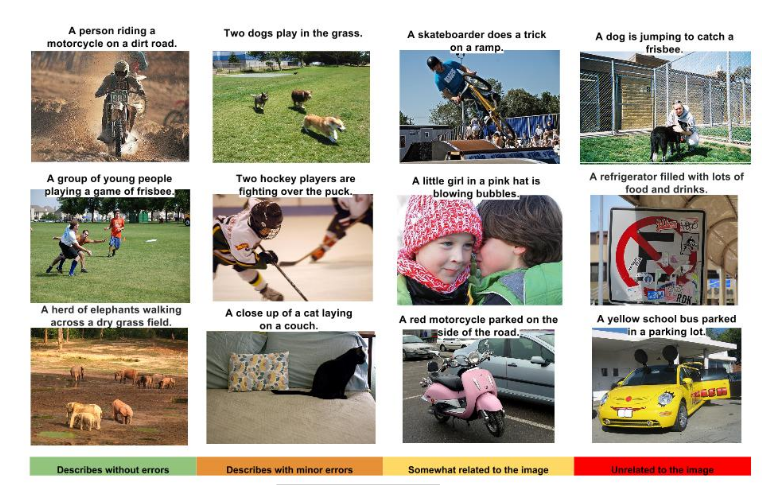 A person riding a
motorcycle on a dirt road.
Two dogs play in the grass.
A skateboarder does a trick
on a ramp.
A dog is jumping to catch a
frisbee.
A group of young people
playing a game of frisbee.
Two hockey players are
fighting over the puck.
A little girl in a pink hat is
blowing bubbles.
A refrigerator filled with lots of
food and drinks.
A herd of elephants walking
across a dry grass field.
A close up of a cat laying
on a couch.
A red motorcycle parked on the
side of the road.
A yellow school bus parked
in a parking lot.
Describes without errors
Describes with minor errors
Somewhat related to the image
Unrelated to the image